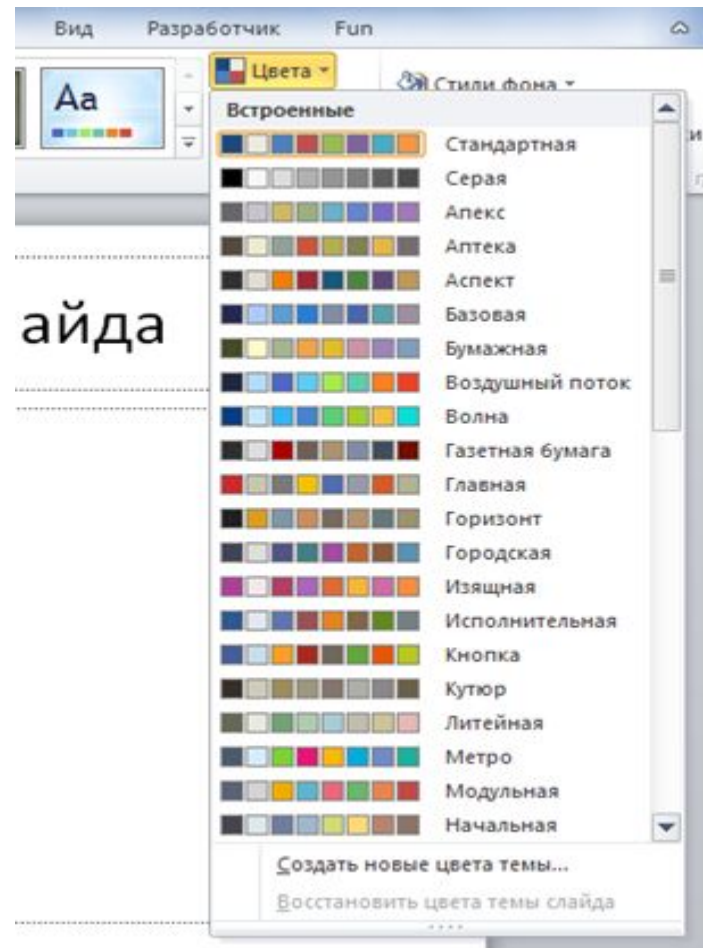 Вид Разработчик Fun
Aa
Цвета
Стили фона
Встроенные
Стандартная
Серая
Апекс
Аптека
Аспект
айда
Базовая
Бумажная
Воздушный поток
Волна
Газетная бумага
Главная
Горизонт
Городская
Изящная
Исполнительная
Кнопка
Кутюр
Литейная
Метро
Модульная
Начальная
Создать новые цвета темы...
Восстановить цвета темы слайда